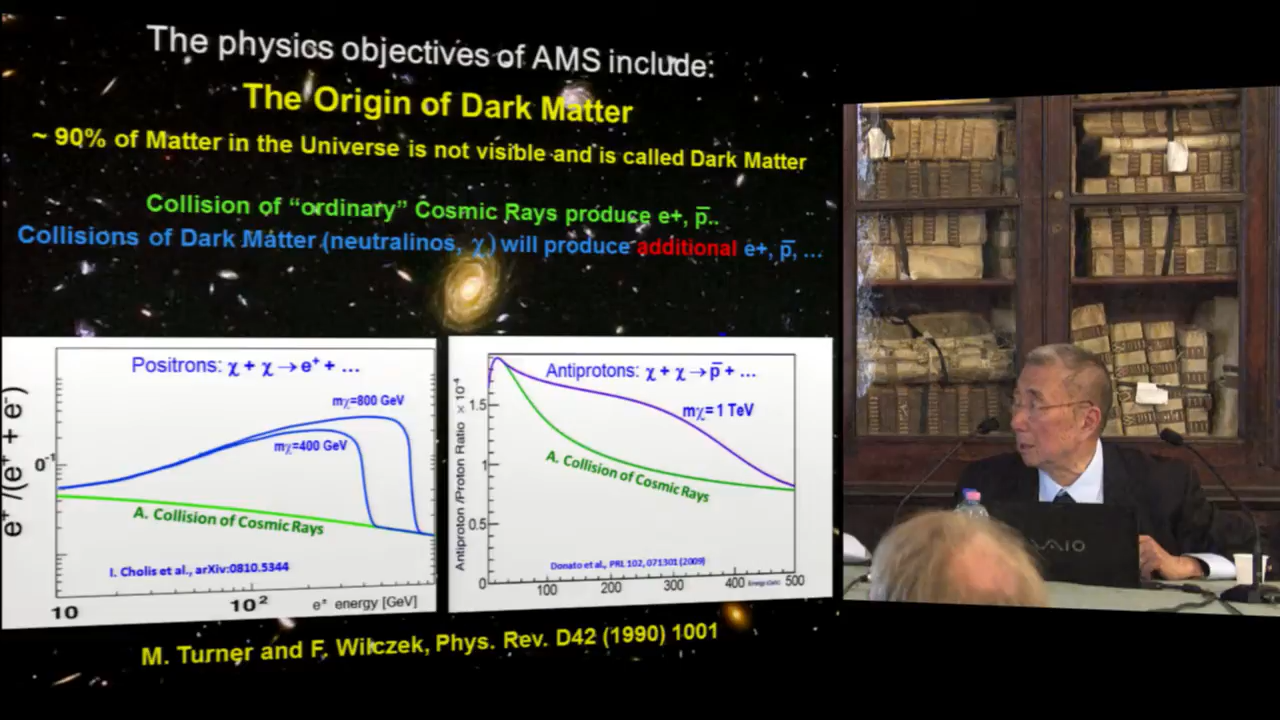 The physics objectives of AMS include:
The Origin of Dark Matter
~ 90% of Matter in the Universe is not visible and is called Dark Matter
Collision of “ordinary” Cosmic Rays produce e+, p̅..
Collisions of Dark Matter (neutralinos, χ) will produce additional e+, p̅, ...
Positrons: χ + χ → e⁺ + ...
mχ=800 GeV
mχ=400 GeV
A. Collision of Cosmic Rays
I. Cholis et al., arXiv:0810.5344
e⁺ /(e⁺ + e⁻)
0⁻¹
10
10²
e± energy [GeV]
Antiprotons: χ + χ → p̅ + ...
mχ= 1 TeV
A. Collision of Cosmic Rays
Donato et al., PRL 102, 071301 (2009)
Antiproton /Proton Ratio × 10⁻⁴
1.5
1
0.5
0
100
200
300
400
Energy [GeV]
500
M. Turner and F. Wilczek, Phys. Rev. D42 (1990) 1001
VAIO